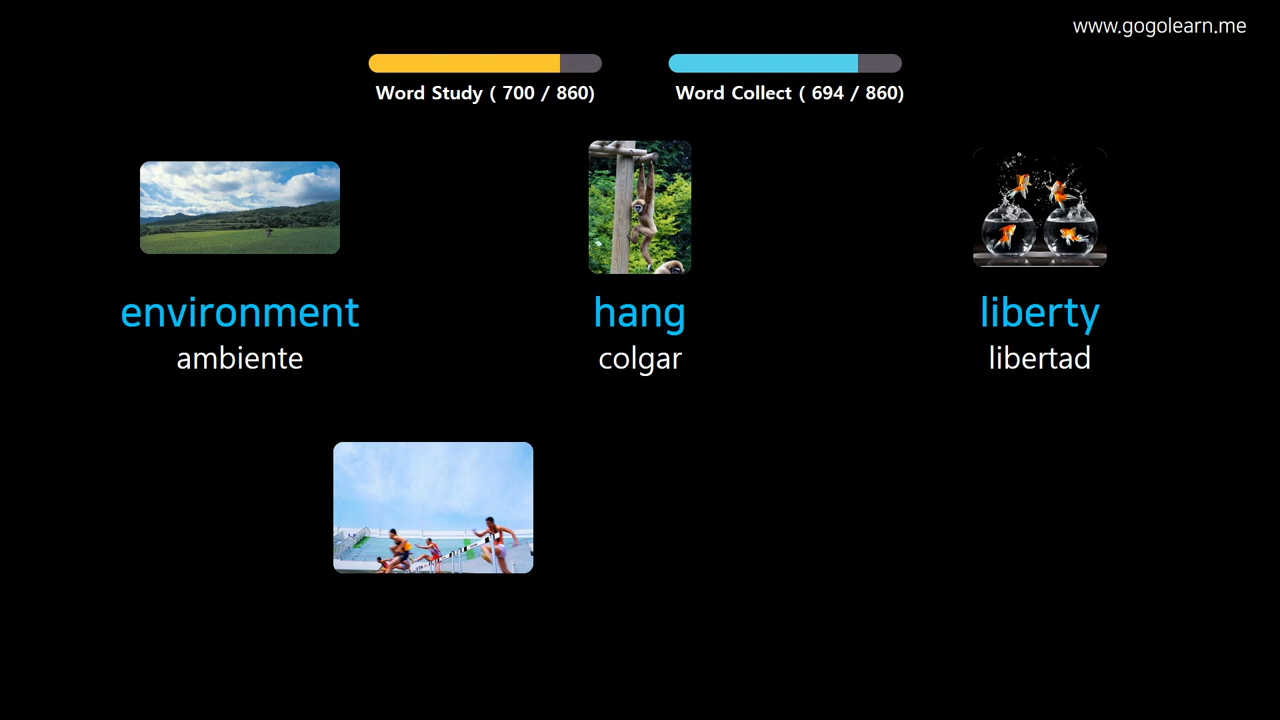 www.gogolearn.me
Word Study ( 700 / 860)
Word Collect ( 694 / 860)
environment
ambiente
hang
colgar
liberty
libertad